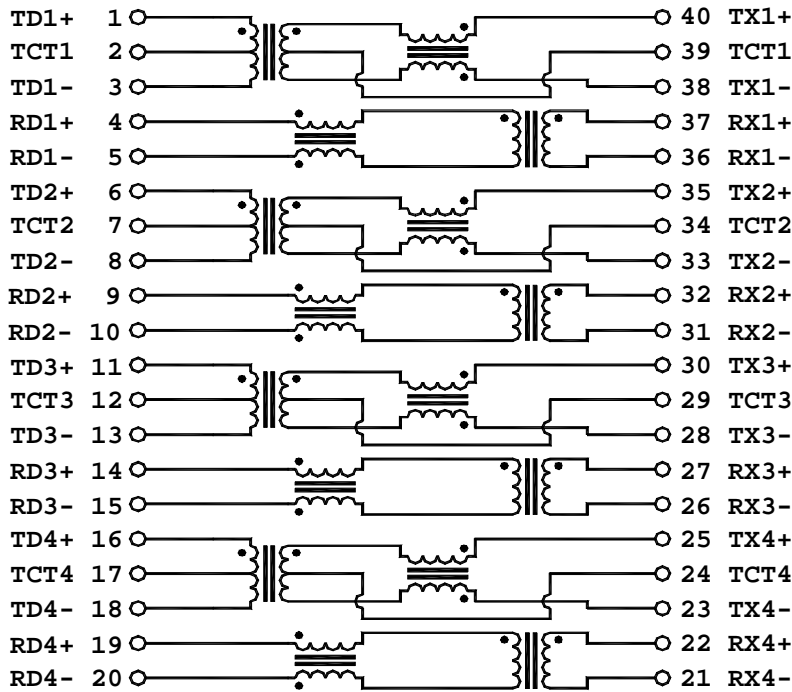 TD1+ 1 40 TX1+
TCT1 2 39 TCT1
TD1- 3 38 TX1-
RD1+ 4 37 RX1+
RD1- 5 36 RX1-
TD2+ 6 35 TX2+
TCT2 7 34 TCT2
TD2- 8 33 TX2-
RD2+ 9 32 RX2+
RD2- 10 31 RX2-
TD3+ 11 30 TX3+
TCT3 12 29 TCT3
TD3- 13 28 TX3-
RD3+ 14 27 RX3+
RD3- 15 26 RX3-
TD4+ 16 25 TX4+
TCT4 17 24 TCT4
TD4- 18 23 TX4-
RD4+ 19 22 RX4+
RD4- 20 21 RX4-